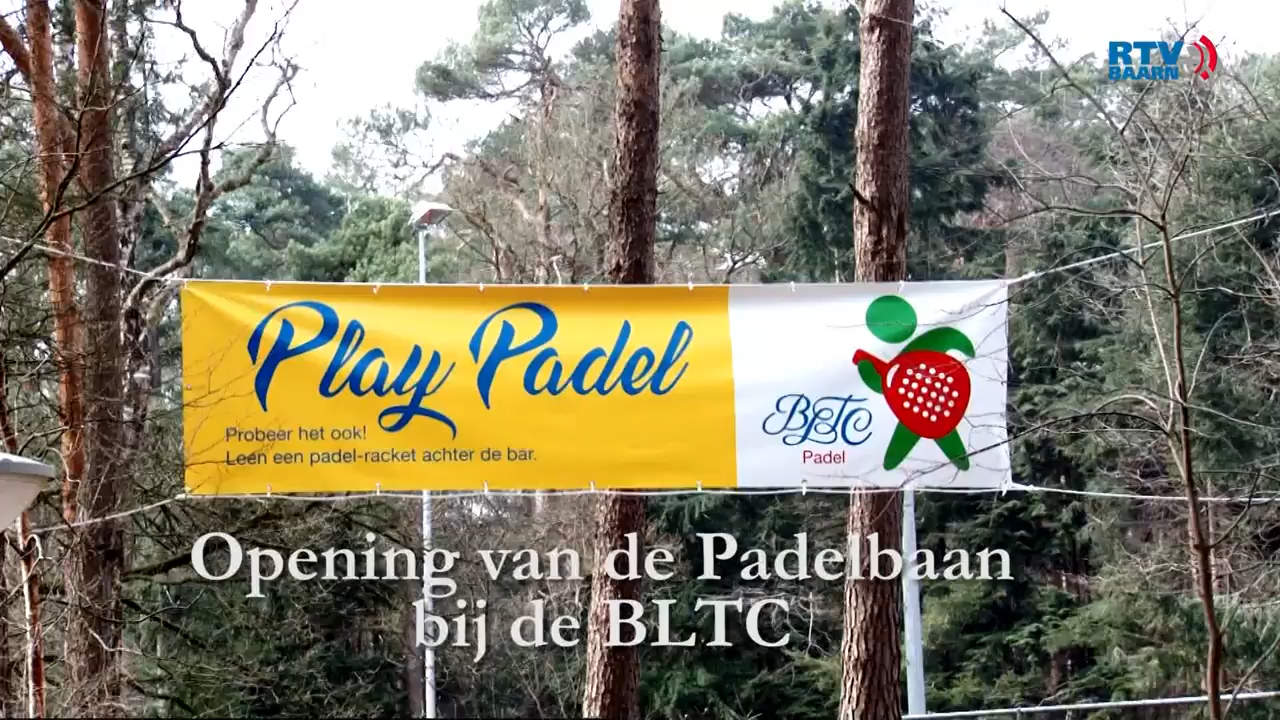 RTV
BAARN
Play Padel
Probeer het ook!
Leen een padel-racket achter de bar.
BLTC
Padel
Opening van de Padelbaan
bij de BLTC